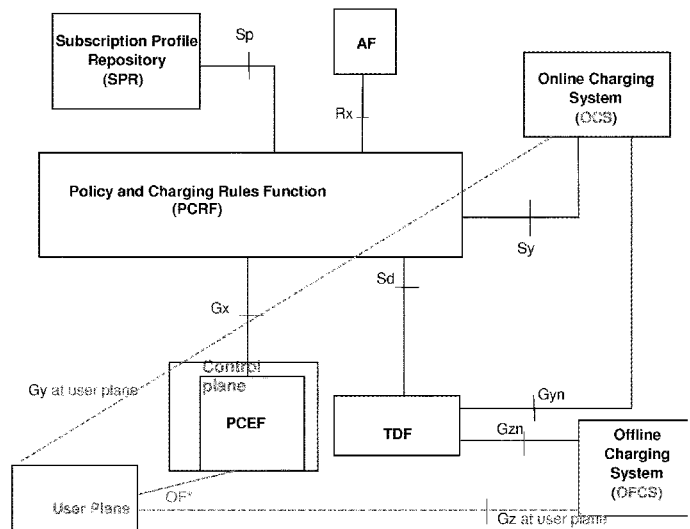 Subscription Profile
Repository
(SPR)
Sp
AF
Rx
Online Charging
System
(OCS)
Policy and Charging Rules Function
(PCRF)
Sy
Sd
Gx
Control
plane
PCEF
Gy at user plane
TDF
Gyn
Gzn
Offline
Charging
System
(OFCS)
User Plane
OF*
Gz at user plane